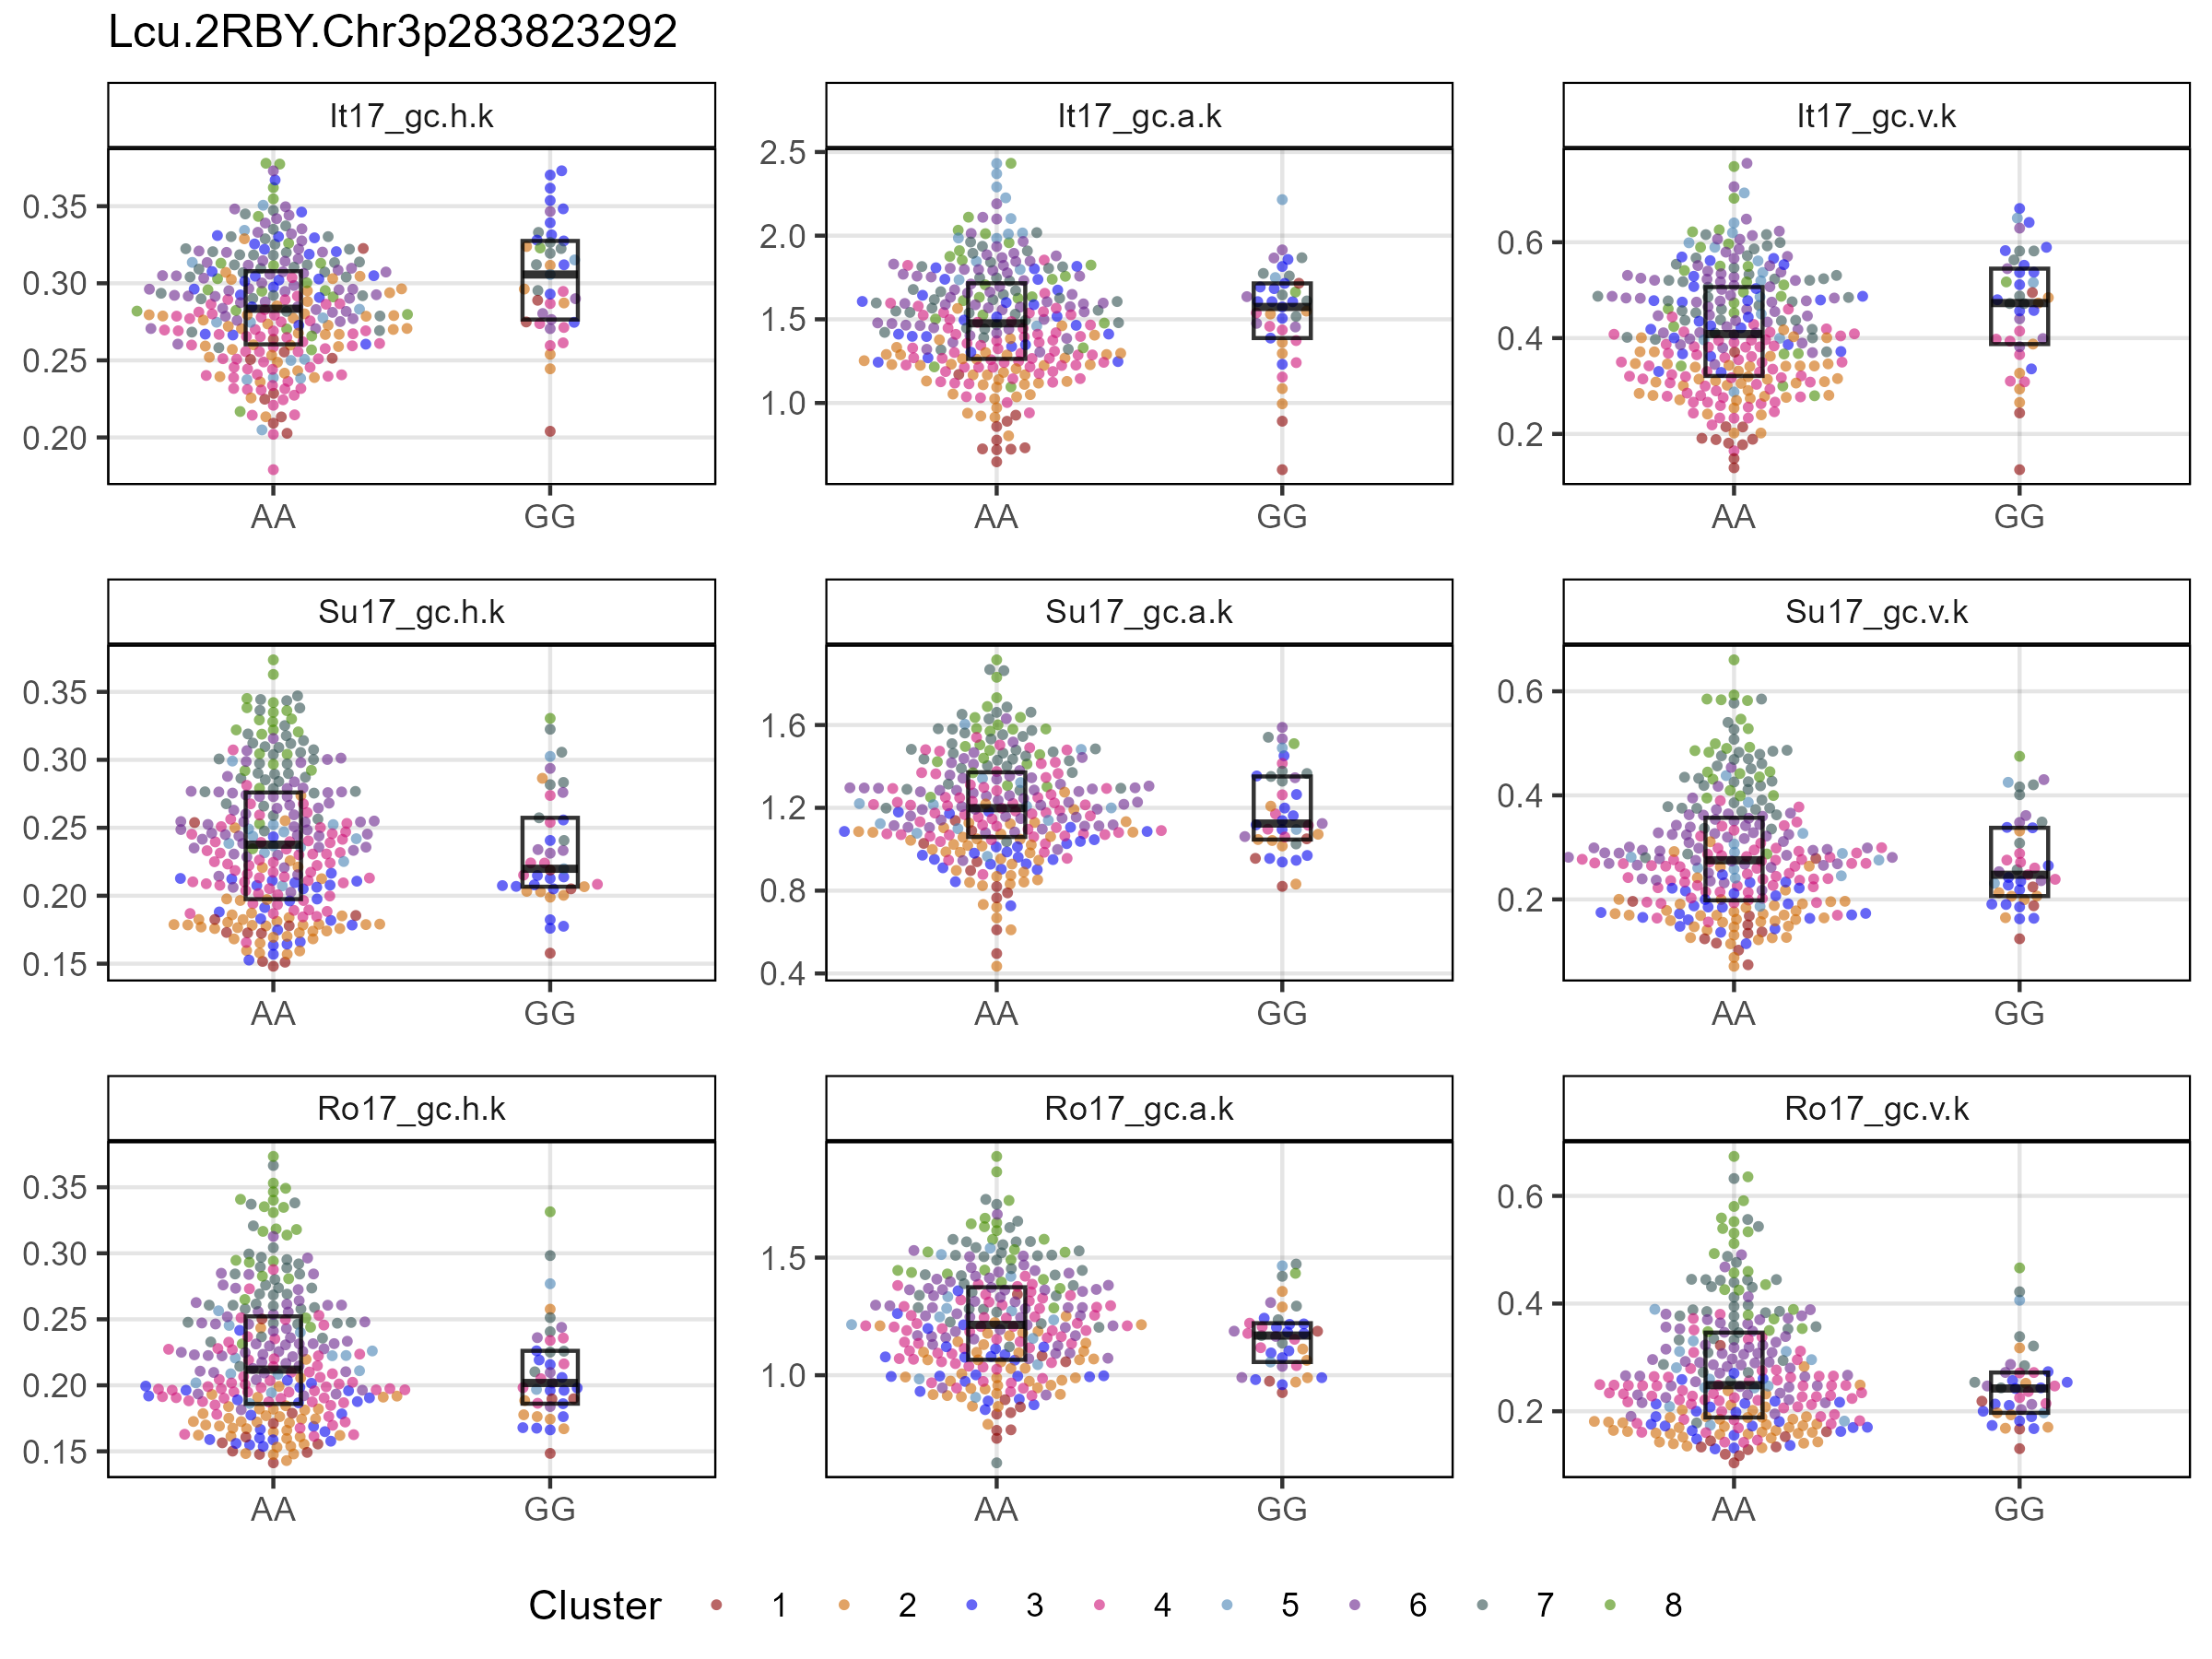 Lcu.2RBY.Chr3p283823292
It17_gc.h.k It17_gc.a.k It17_gc.v.k
0.35 0.30 0.25 0.20
2.5 2.0 1.5 1.0
0.6 0.4 0.2
AA GG AA GG AA GG
Su17_gc.h.k Su17_gc.a.k Su17_gc.v.k
0.35 0.30 0.25 0.20 0.15
1.6 1.2 0.8 0.4
0.6 0.4 0.2
AA GG AA GG AA GG
Ro17_gc.h.k Ro17_gc.a.k Ro17_gc.v.k
0.35 0.30 0.25 0.20 0.15
1.5 1.0
0.6 0.4 0.2
AA GG AA GG AA GG
Cluster 1 2 3 4 5 6 7 8